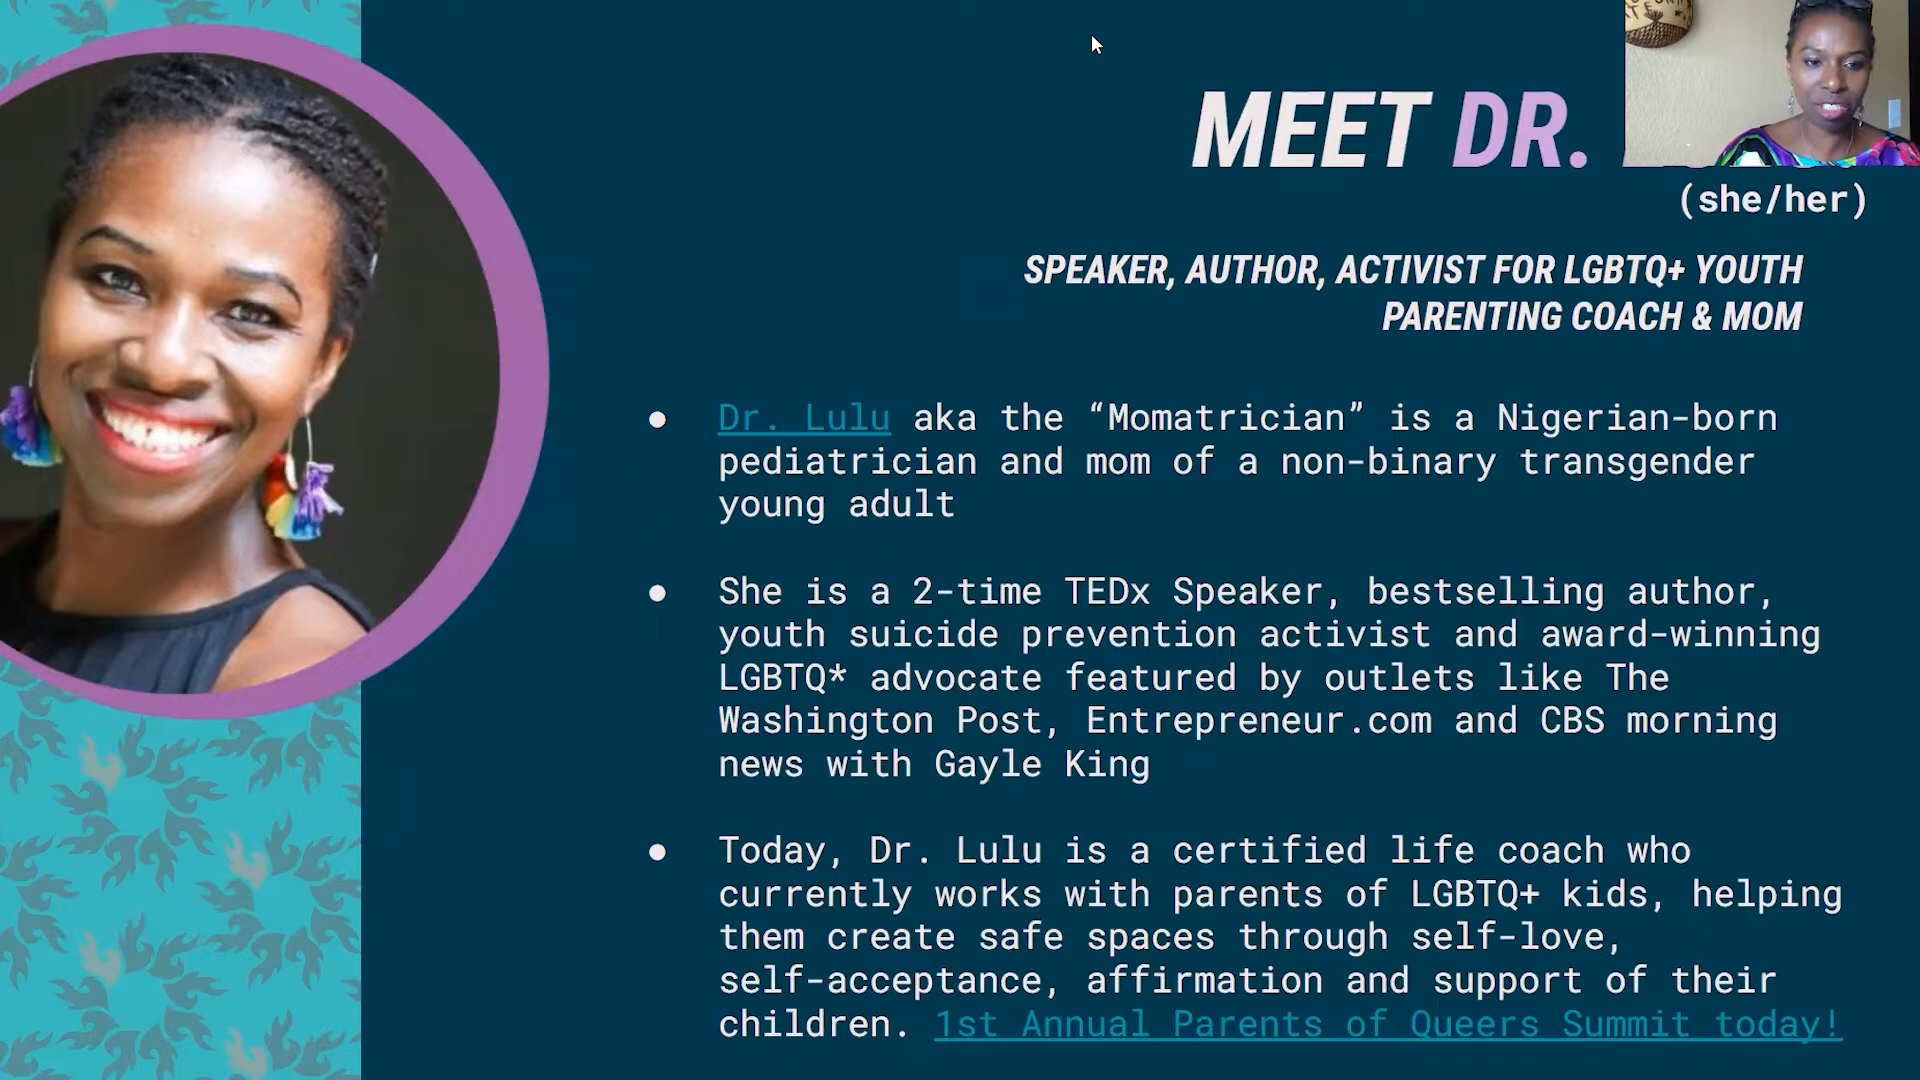 MEET DR.
(she/her)
SPEAKER, AUTHOR, ACTIVIST FOR LGBTQ+ YOUTH
PARENTING COACH & MOM
● Dr. Lulu aka the “Momatrician” is a Nigerian-born
pediatrician and mom of a non-binary transgender
young adult
● She is a 2-time TEDx Speaker, bestselling author,
youth suicide prevention activist and award-winning
LGBTQ* advocate featured by outlets like The
Washington Post, Entrepreneur.com and CBS morning
news with Gayle King
● Today, Dr. Lulu is a certified life coach who
currently works with parents of LGBTQ+ kids, helping
them create safe spaces through self-love,
self-acceptance, affirmation and support of their
children. 1st Annual Parents of Queers Summit today!